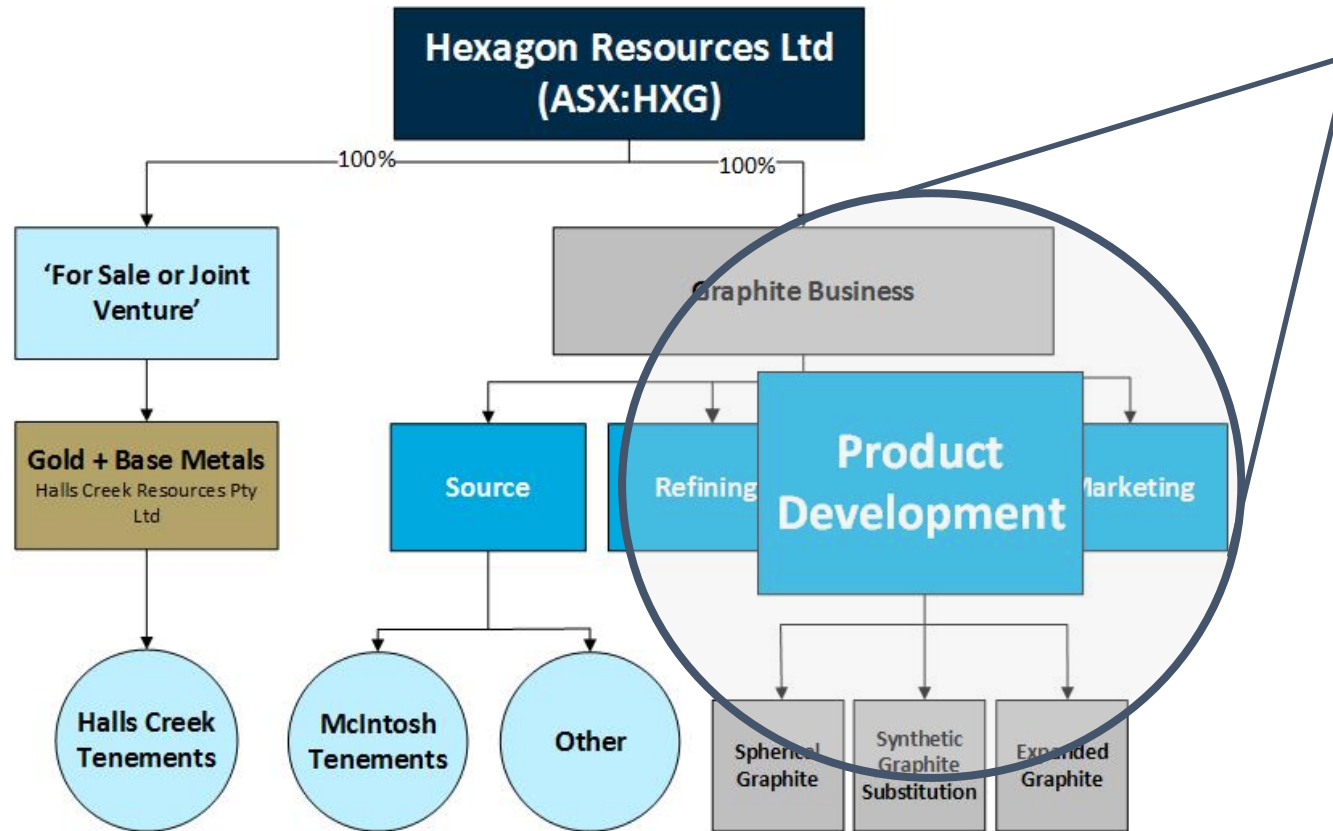 Hexagon Resources Ltd
(ASX:HXG)
100%
100%
‘For Sale or Joint
Venture’
Graphite Business
Gold + Base Metals
Halls Creek Resources Pty
Ltd
Source
Refining
Product
Development
Marketing
Halls Creek
Tenements
McIntosh
Tenements
Other
Spherical
Graphite
Synthetic
Graphite
Substitution
Expanded
Graphite